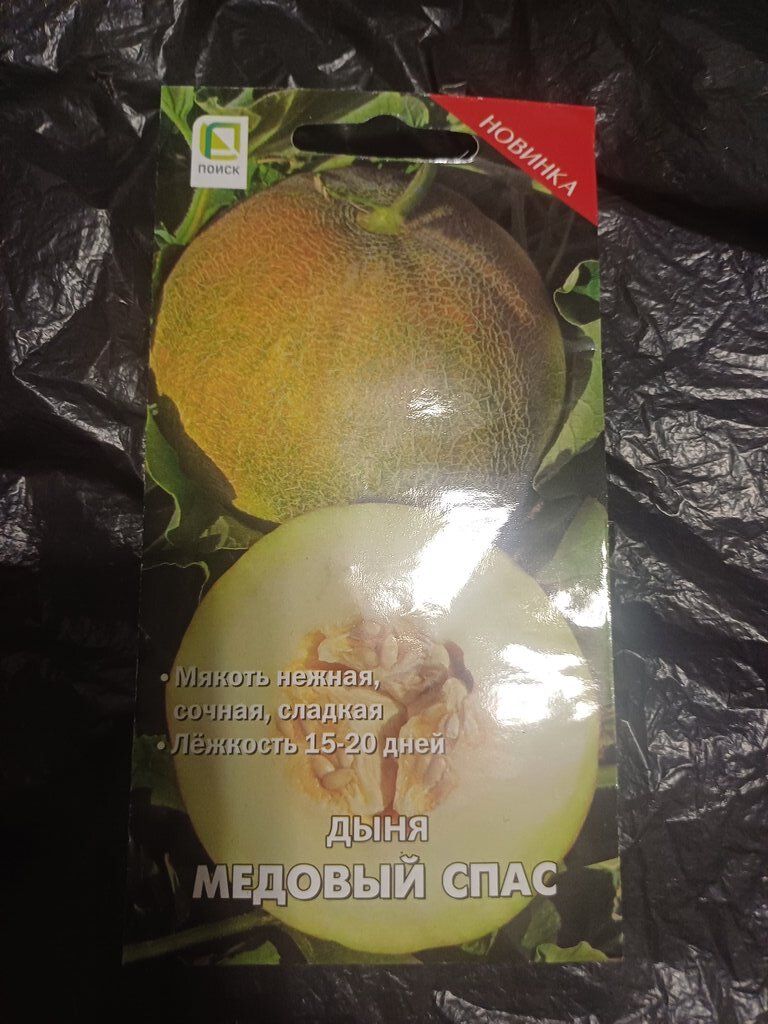 ПОИСК
НОВИНКА
• Мякоть нежная,
сочная, сладкая
• Лёжкость 15-20 дней
ДЫНЯ
МЕДОВЫЙ СПАС